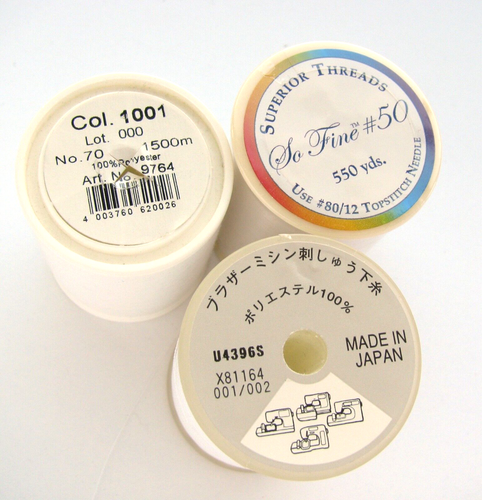 Col. 1001
Lot. 000
No. 70 1500m
100% Polyester
Art. No. 9764
4 003760 620026
SUPERIOR THREADS
So Fine™ #50
550 yds.
USE #80/12 TOPSTITCH NEEDLE
ブラザーミシン刺しゅう下糸
ポリエステル100%
U4396S
X81164
001/002
MADE IN
JAPAN